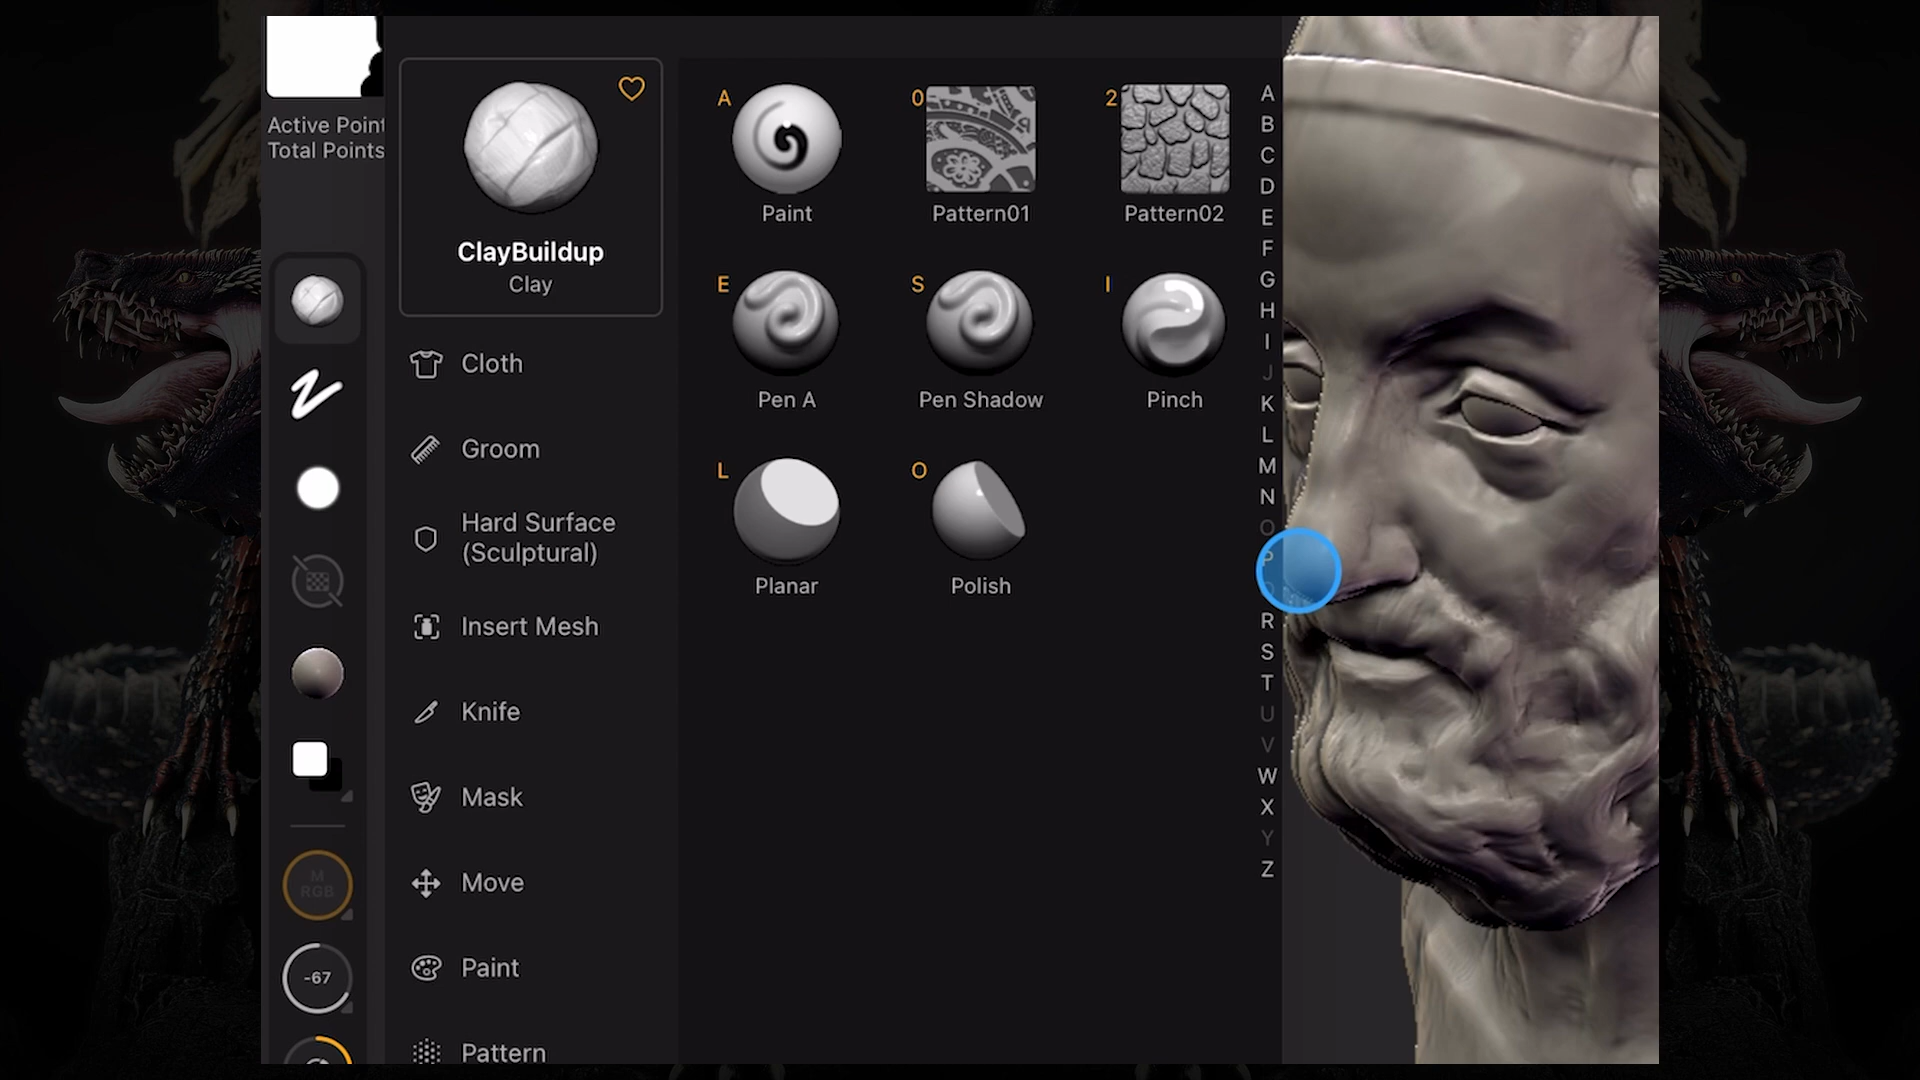 Active Point
Total Points
ClayBuildup
Clay
Cloth
Groom
Hard Surface
(Sculptural)
Insert Mesh
Knife
Mask
Move
Paint
Pattern
M
RGB
-67
A
Paint
0
Pattern01
2
Pattern02
E
Pen A
S
Pen Shadow
I
Pinch
L
Planar
O
Polish
A
B
C
D
E
F
G
H
I
J
K
L
M
N
O
P
Q
R
S
T
U
V
W
X
Y
Z